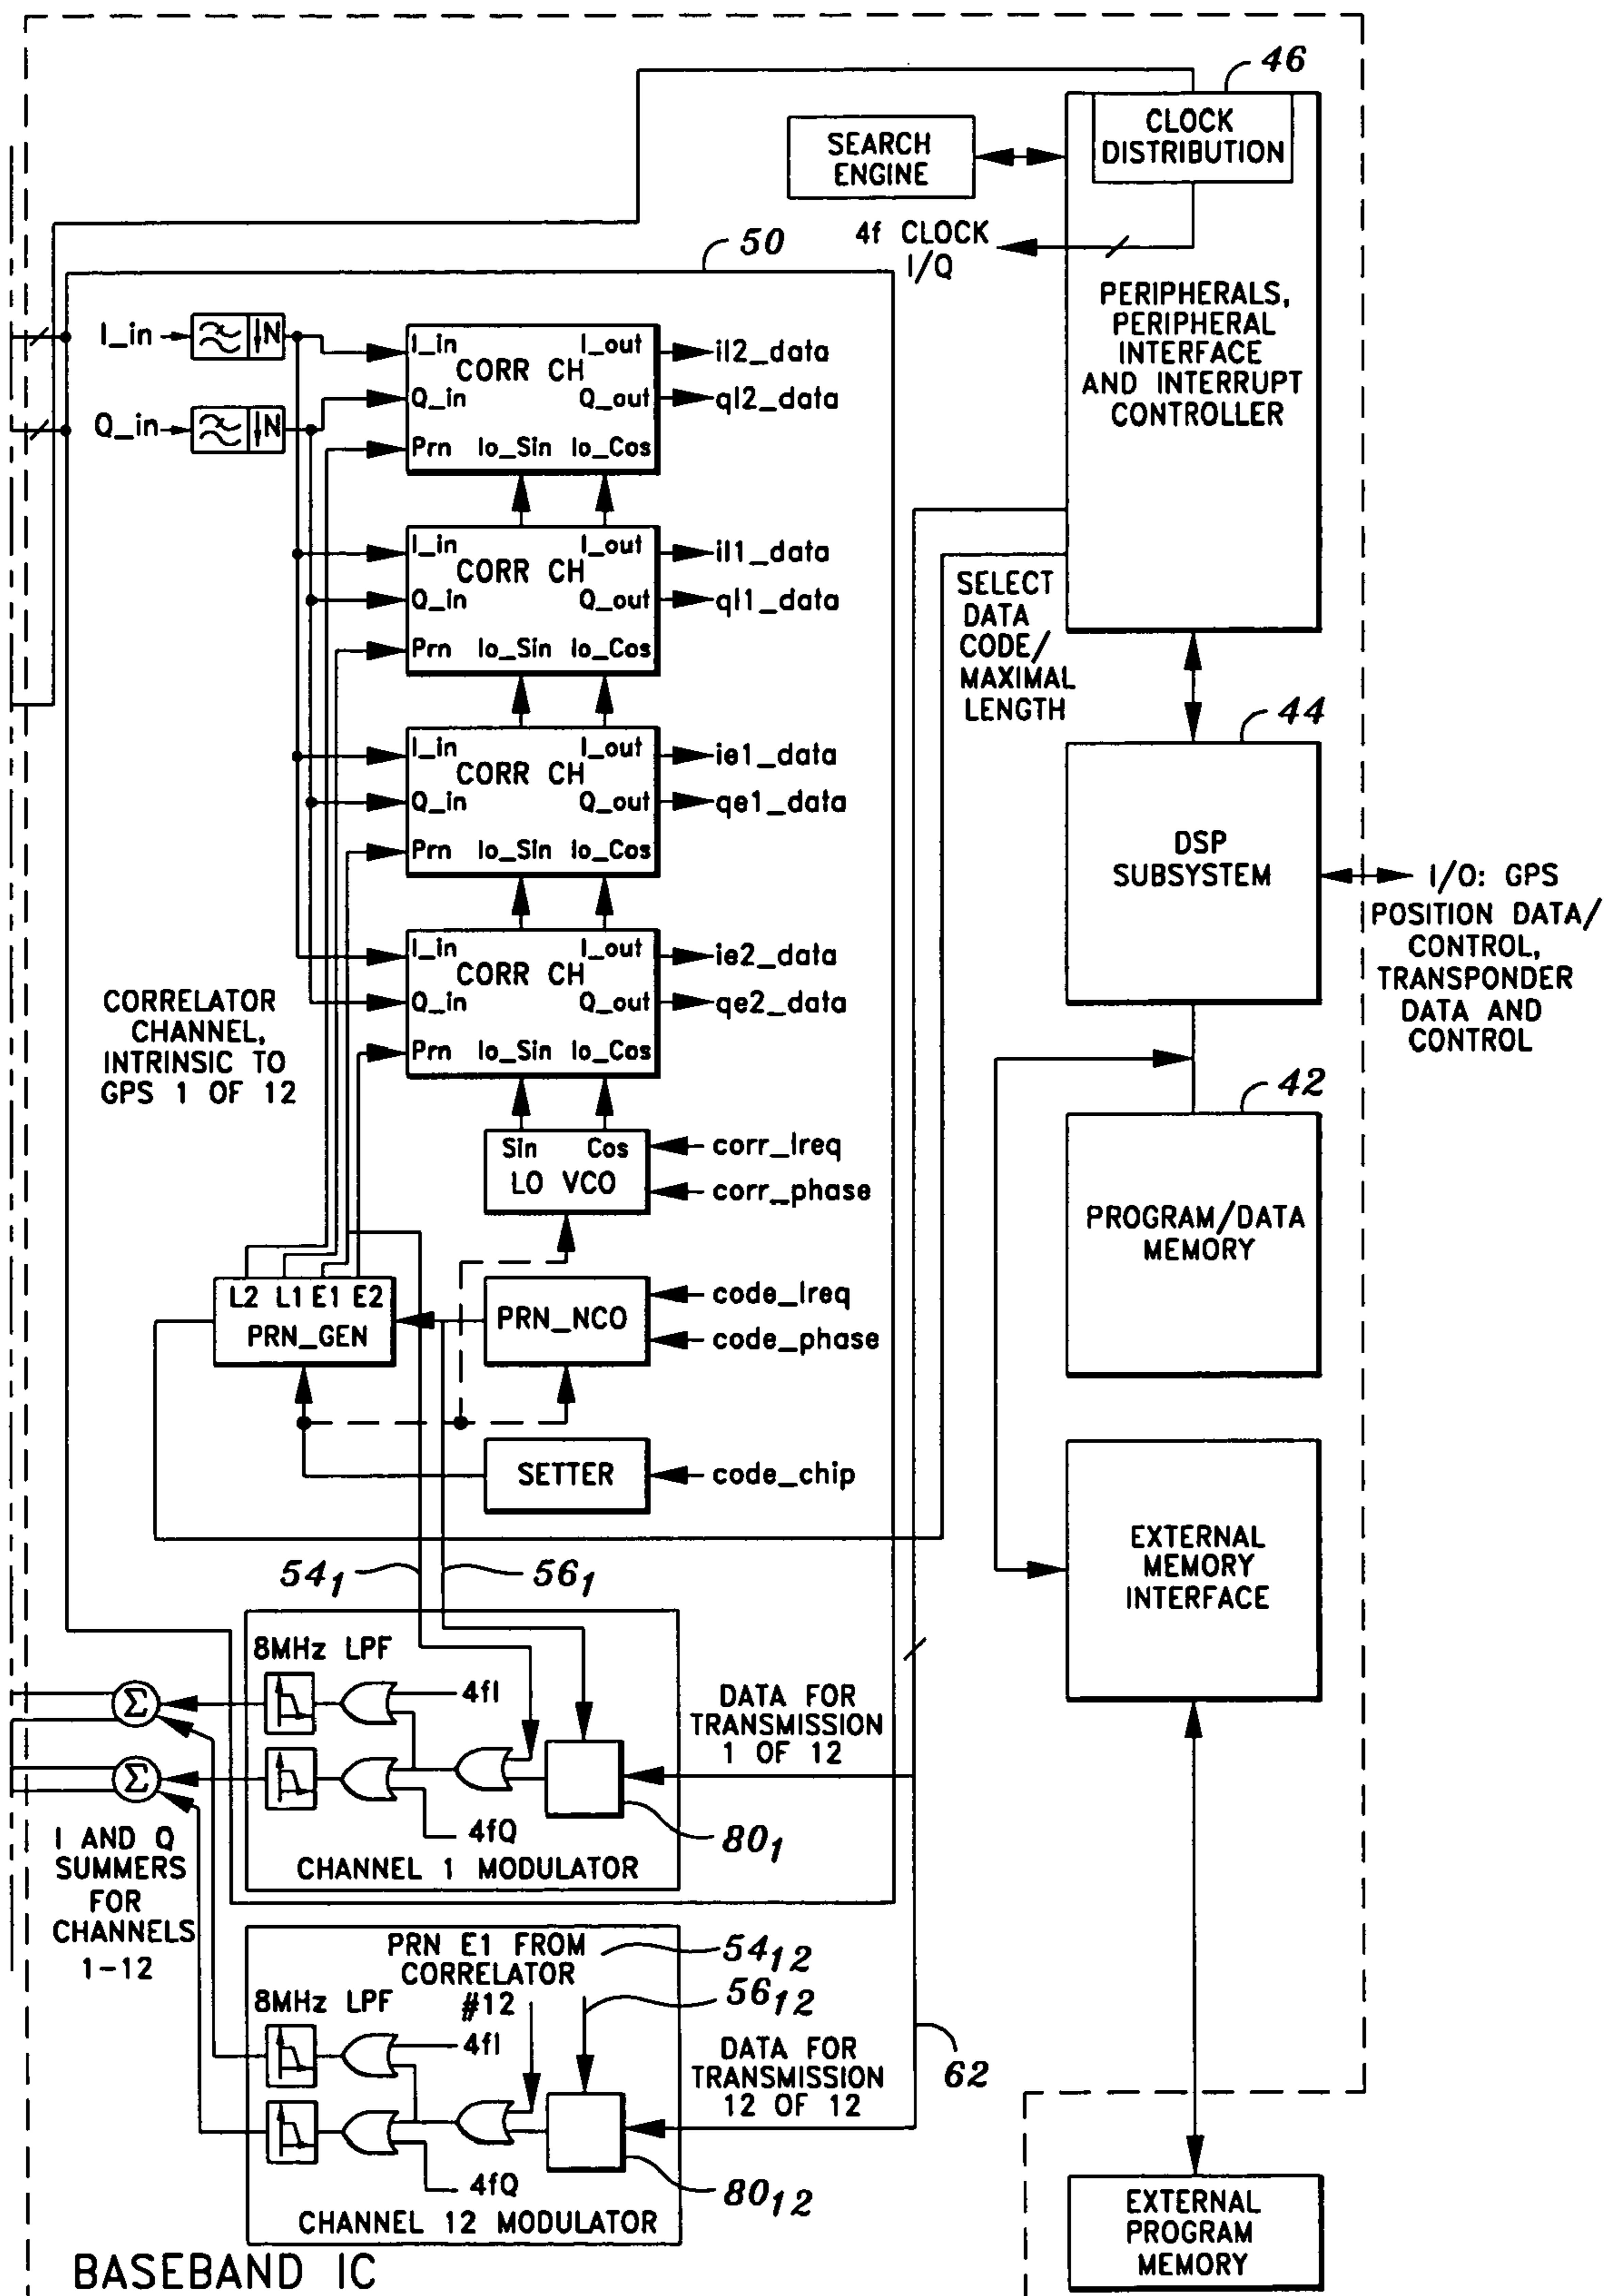 46
CLOCK
DISTRIBUTION
SEARCH
ENGINE
4f CLOCK
I/Q
50
PERIPHERALS,
PERIPHERAL
INTERFACE
AND INTERRUPT
CONTROLLER
I_in
N
Q_in
N
I_in I_out
CORR CH
Q_in Q_out
Prn lo_Sin lo_Cos
il2_data
ql2_data
I_in I_out
CORR CH
Q_in Q_out
Prn lo_Sin lo_Cos
il1_data
ql1_data
SELECT
DATA
CODE/
MAXIMAL
LENGTH
I_in I_out
CORR CH
Q_in Q_out
Prn lo_Sin lo_Cos
ie1_data
qe1_data
44
DSP
SUBSYSTEM
I/O: GPS
POSITION DATA/
CONTROL,
TRANSPONDER
DATA AND
CONTROL
I_in I_out
CORR CH
Q_in Q_out
Prn lo_Sin lo_Cos
ie2_data
qe2_data
CORRELATOR
CHANNEL,
INTRINSIC TO
GPS 1 OF 12
42
PROGRAM/DATA
MEMORY
Sin Cos
LO VCO
corr_freq
corr_phase
L2 L1 E1 E2
PRN_GEN
PRN_NCO
code_freq
code_phase
SETTER
code_chip
EXTERNAL
MEMORY
INTERFACE
54₁
56₁
8MHz LPF
4fI
Σ
Σ
4fQ
DATA FOR
TRANSMISSION
1 OF 12
80₁
CHANNEL 1 MODULATOR
I AND Q
SUMMERS
FOR
CHANNELS
1-12
PRN E1 FROM
CORRELATOR
#12
54₁₂
56₁₂
8MHz LPF
4fI
4fQ
DATA FOR
TRANSMISSION
12 OF 12
62
80₁₂
CHANNEL 12 MODULATOR
EXTERNAL
PROGRAM
MEMORY
BASEBAND IC